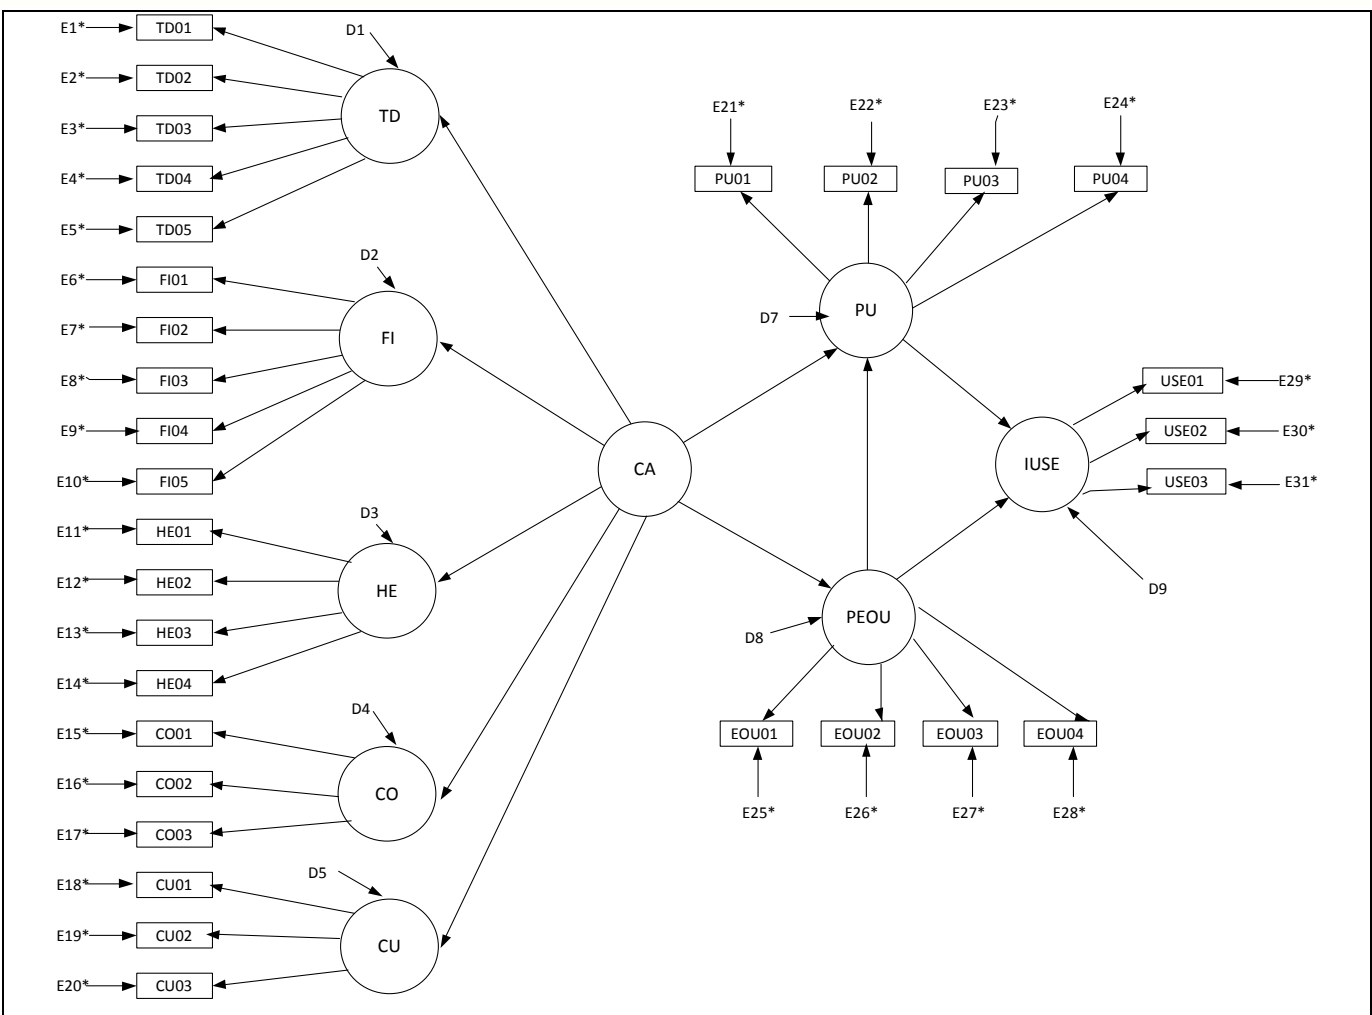 E1* TD01
D1
E2* TD02
TD
E3* TD03
E4* TD04
E5* TD05
D2
E6* FI01
E7* FI02
FI
E8* FI03
E9* FI04
E10* FI05
D3
E11* HE01
E12* HE02
HE
E13* HE03
E14* HE04
D4
E15* CO01
E16* CO02
CO
E17* CO03
D5
E18* CU01
E19* CU02
CU
E20* CU03
CA
E21* E22* E23* E24*
PU01 PU02 PU03 PU04
D7 PU
USE01 E29*
USE02 E30*
IUSE
USE03 E31*
D9
D8 PEOU
EOU01 EOU02 EOU03 EOU04
E25* E26* E27* E28*